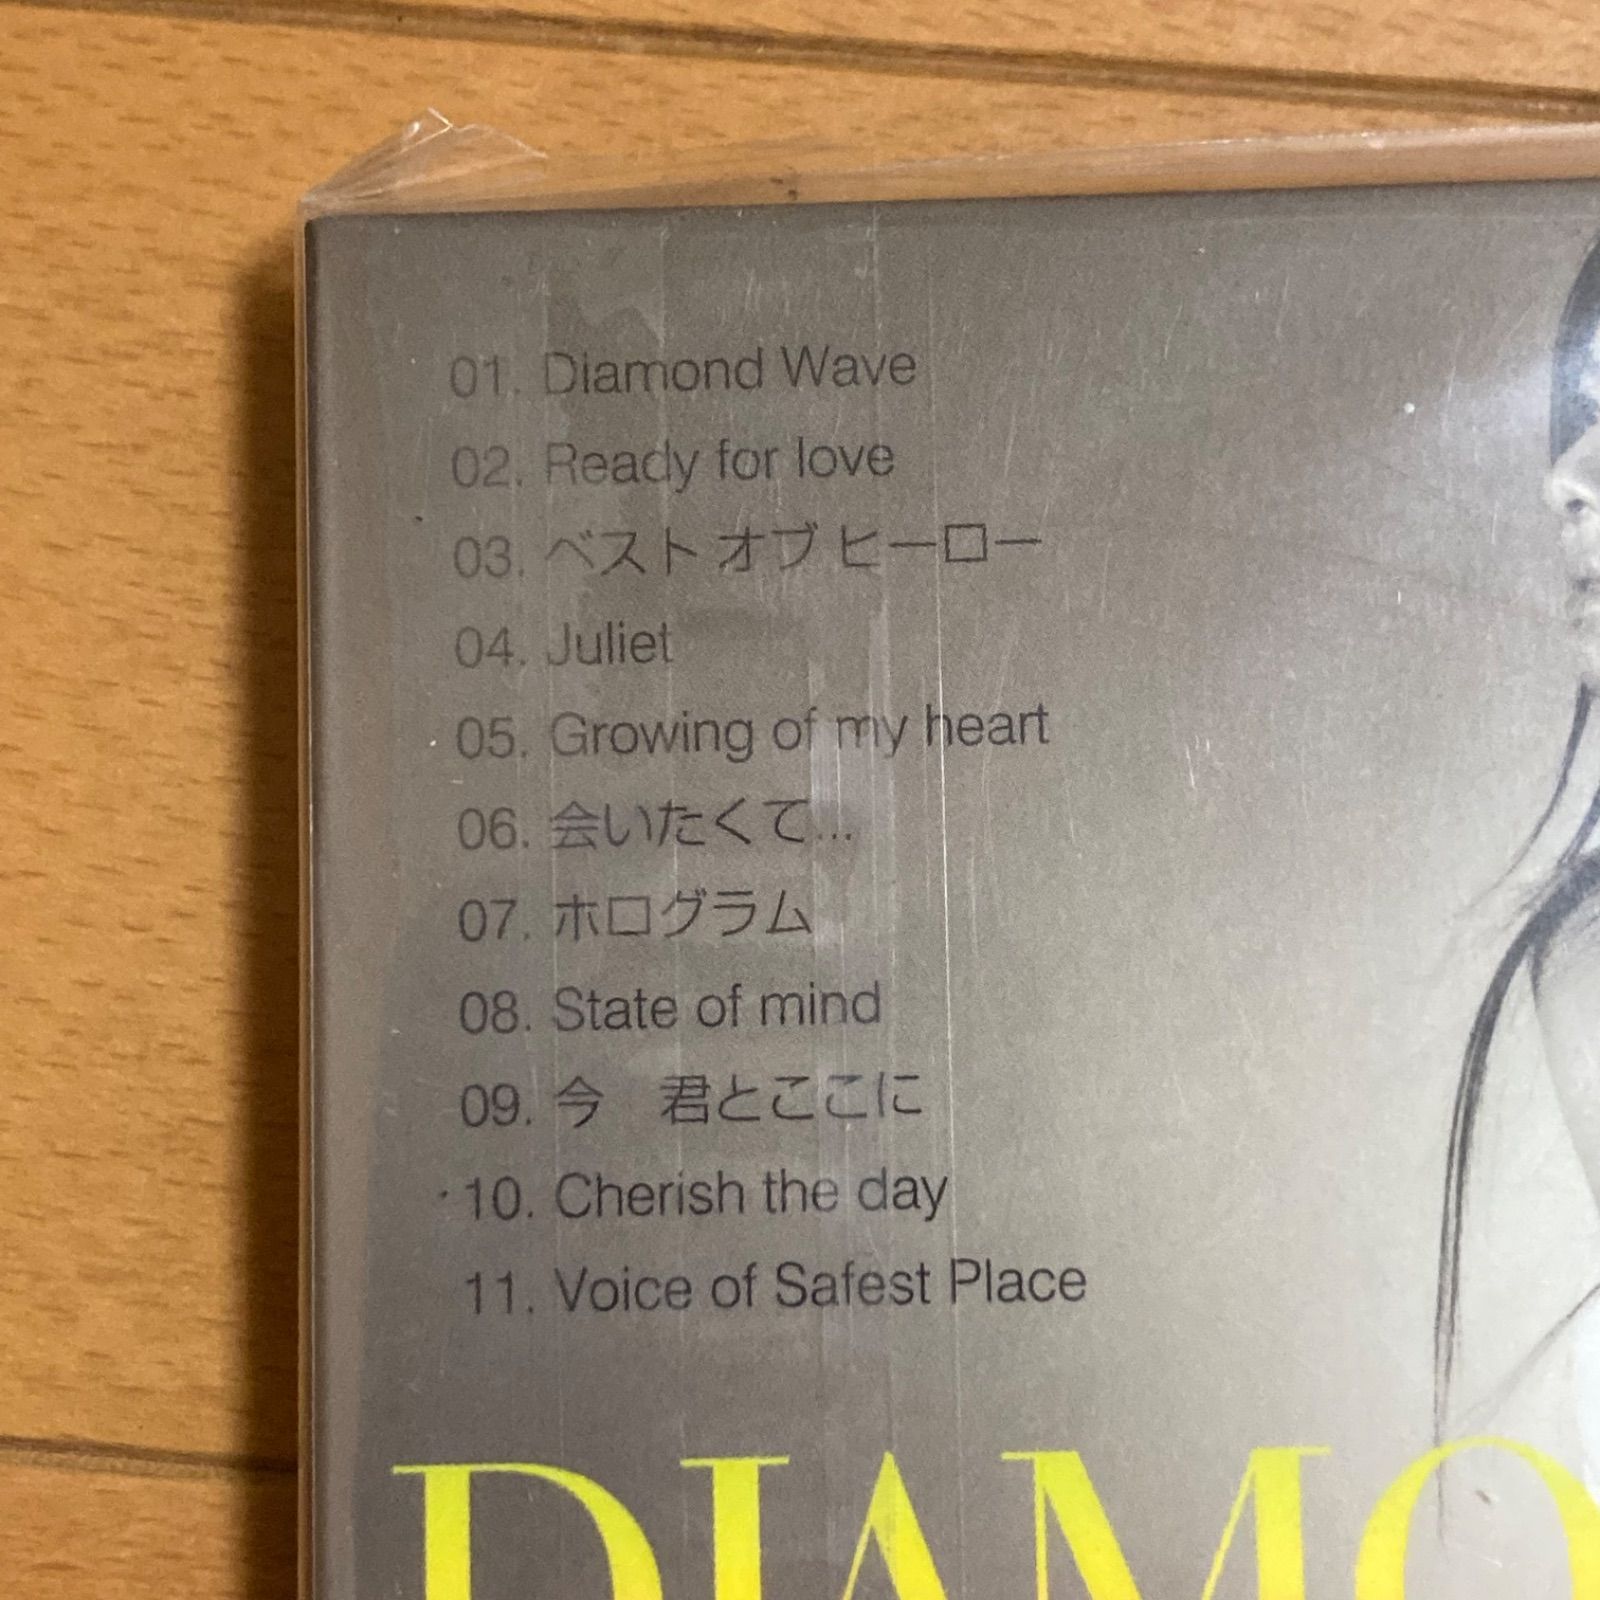 01. Diamond Wave
02. Ready for love
03. ベスト オブ ヒーロー
04. Juliet
05. Growing of my heart
06. 会いたくて...
07. ホログラム
08. State of mind
09. 今　君とここに
10. Cherish the day
11. Voice of Safest Place
DIAMO